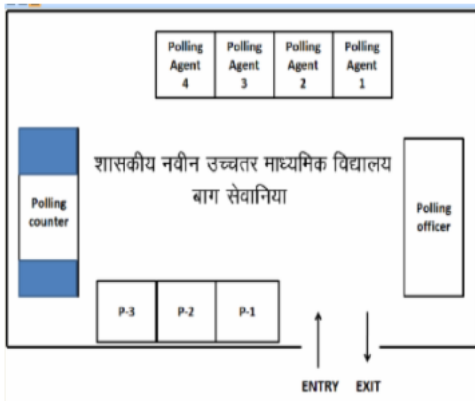 Polling Agent 4
Polling Agent 3
Polling Agent 2
Polling Agent 1
शासकीय नवीन उच्चतर माध्यमिक विद्यालय
बाग सेवानिया
Polling counter
Polling officer
P-3
P-2
P-1
ENTRY EXIT